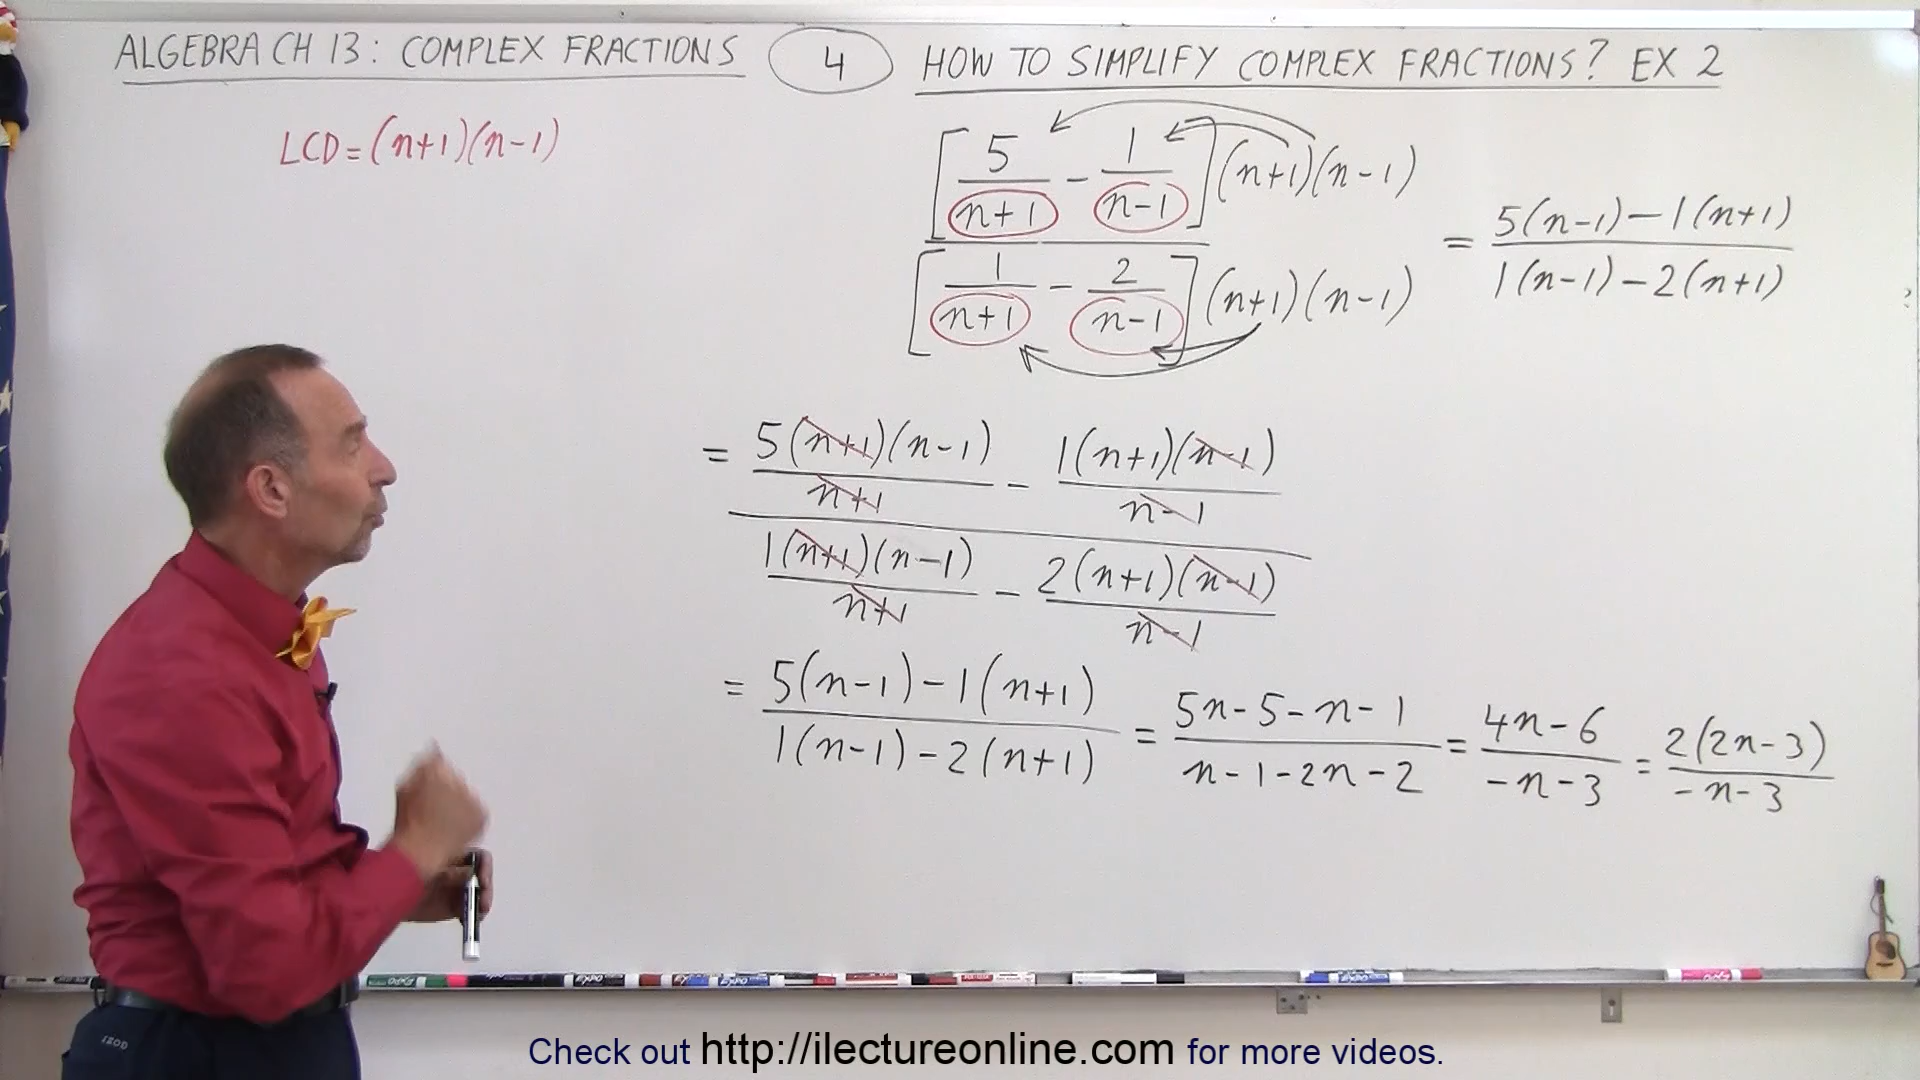 ALGEBRA CH 13: COMPLEX FRACTIONS 4 HOW TO SIMPLIFY COMPLEX FRACTIONS? EX 2
LCD = (n+1)(n-1)
[5/(n+1) - 1/(n-1)] (n+1)(n-1)
[1/(n+1) - 2/(n-1)] (n+1)(n-1)
= 5(n-1) - 1(n+1)
1(n-1) - 2(n+1)
= 5(n+1)(n-1)/(n+1) - 1(n+1)(n-1)/(n-1)
1(n+1)(n-1)/(n+1) - 2(n+1)(n-1)/(n-1)
= 5(n-1) - 1(n+1) = 5n - 5 - n - 1 = 4n - 6 = 2(2n-3)
1(n-1) - 2(n+1) n - 1 - 2n - 2 -n - 3 -n - 3
IZOD
Check out http://ilectureonline.com for more videos.